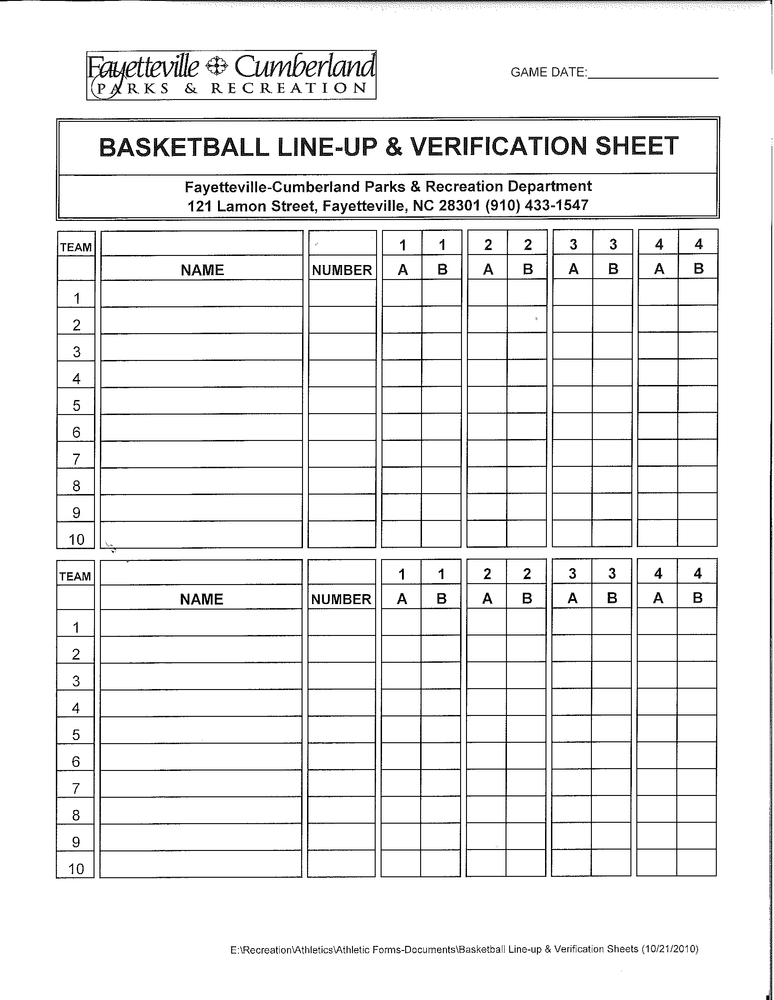 Fayetteville Cumberland
PARKS & RECREATION
GAME DATE:
BASKETBALL LINE-UP & VERIFICATION SHEET
Fayetteville-Cumberland Parks & Recreation Department
121 Lamon Street, Fayetteville, NC 28301 (910) 433-1547
TEAM 1 1 2 2 3 3 4 4
NAME NUMBER A B A B A B A B
1
2
3
4
5
6
7
8
9
10
TEAM 1 1 2 2 3 3 4 4
NAME NUMBER A B A B A B A B
1
2
3
4
5
6
7
8
9
10
E:\Recreation\Athletics\Athletic Forms-Documents\Basketball Line-up & Verification Sheets (10/21/2010)